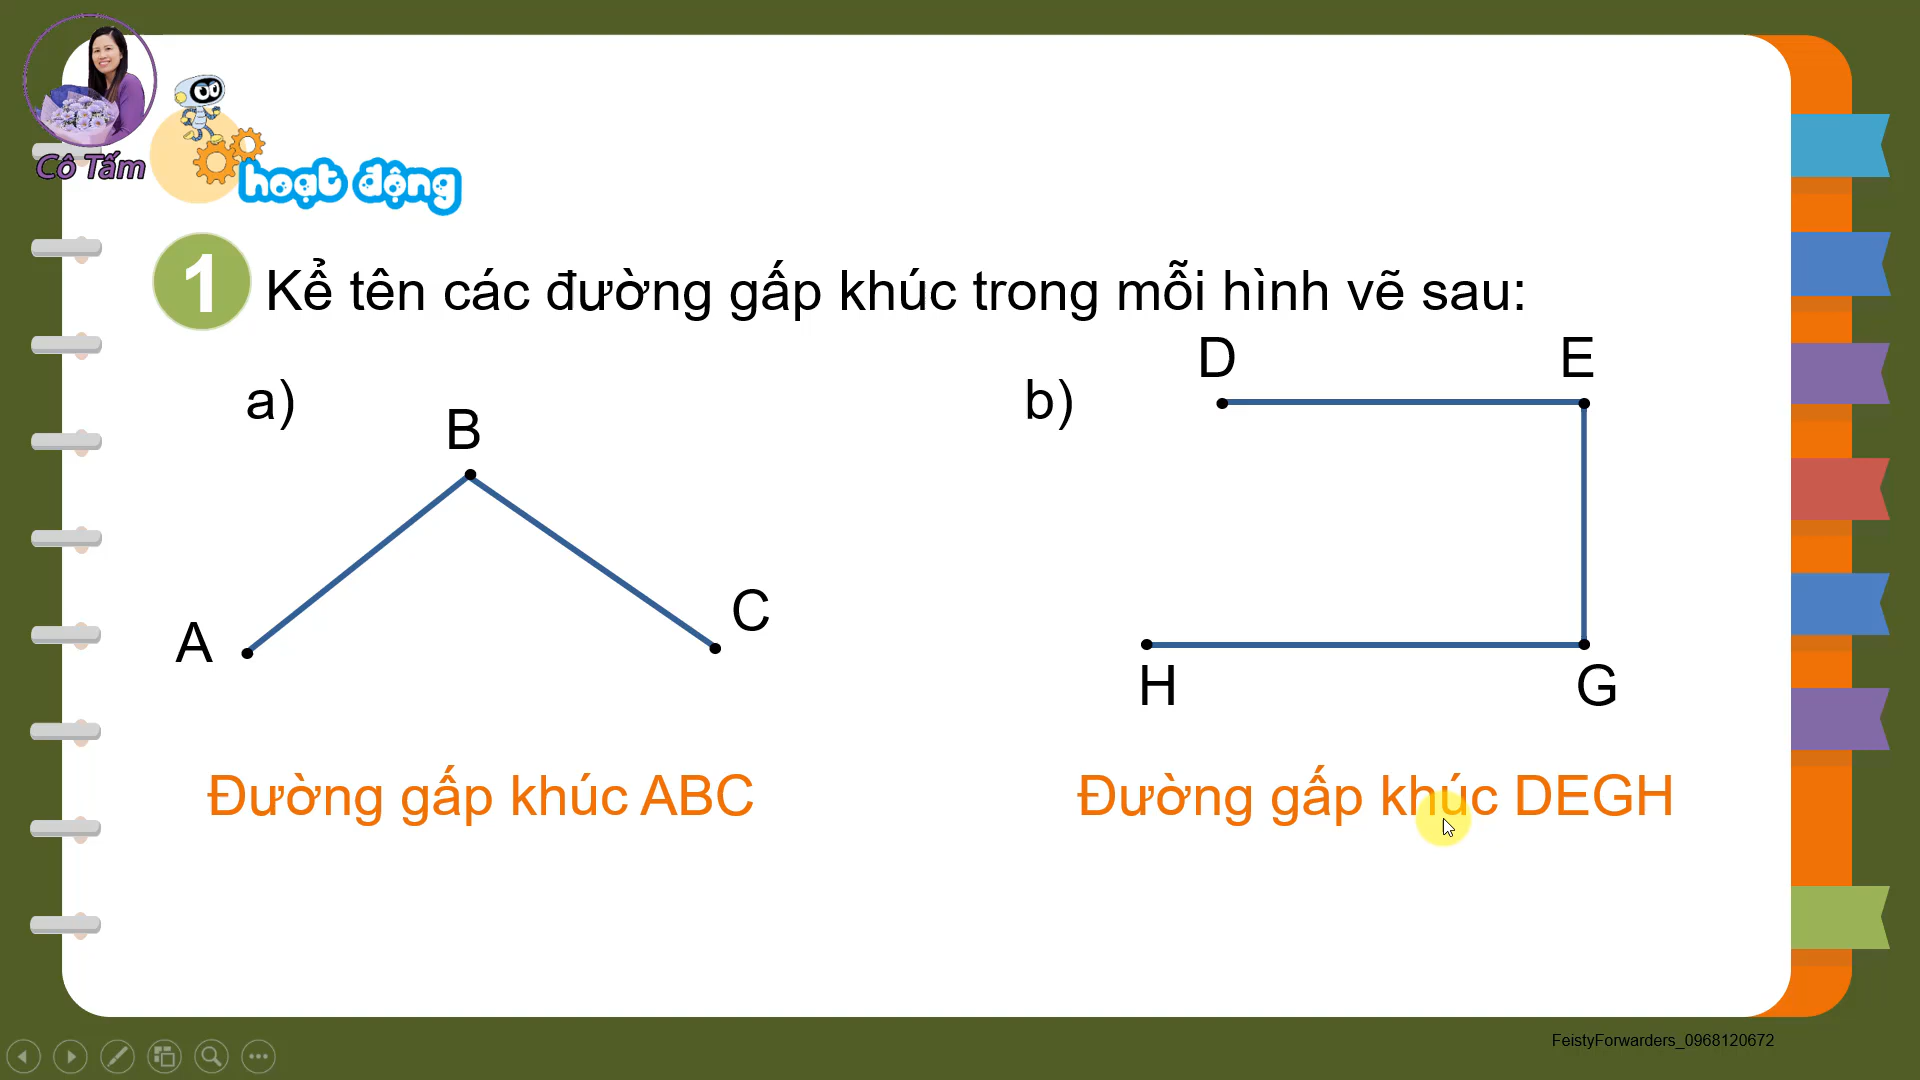 Cô Tấm
hoạt động
1 Kể tên các đường gấp khúc trong mỗi hình vẽ sau:
a)
B
A
C
b)
D
E
H
G
Đường gấp khúc ABC
Đường gấp khúc DEGH
FeistyForwarders_0968120672